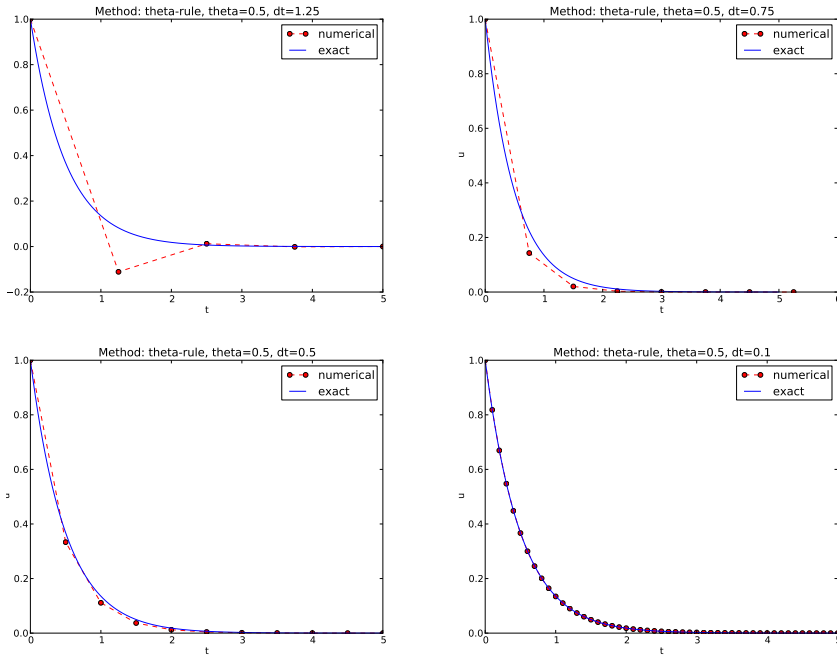 Method: theta-rule, theta=0.5, dt=1.25
1.0
0.8
0.6
0.4
0.2
0.0
−0.2
0 1 2 3 4 5
t
numerical
exact
Method: theta-rule, theta=0.5, dt=0.75
1.0
0.8
0.6
0.4
0.2
0.0
u
0 1 2 3 4 5 6
t
numerical
exact
Method: theta-rule, theta=0.5, dt=0.5
1.0
0.8
0.6
0.4
0.2
0.0
u
0 1 2 3 4 5
t
numerical
exact
Method: theta-rule, theta=0.5, dt=0.1
1.0
0.8
0.6
0.4
0.2
0.0
u
0 1 2 3 4 5
t
numerical
exact